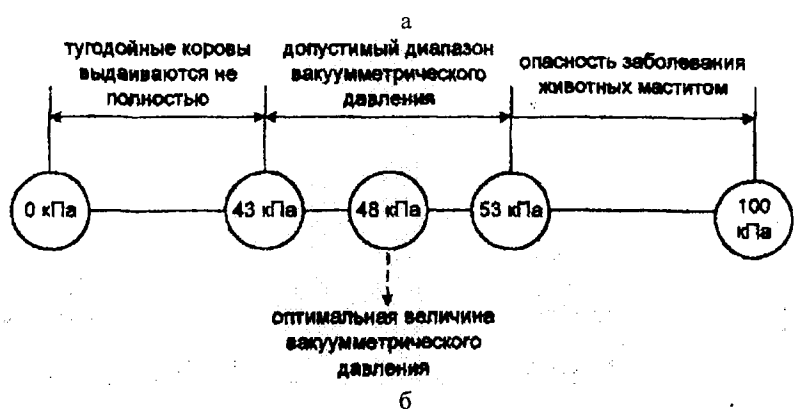 а
тугодойные коровы
выдаиваются не
полностью
допустимый диапазон
вакуумметрического
давления
опасность заболевания
животных маститом
0 кПа
43 кПа
48 кПа
53 кПа
100
кПа
оптимальная величина
вакуумметрического
давления
б